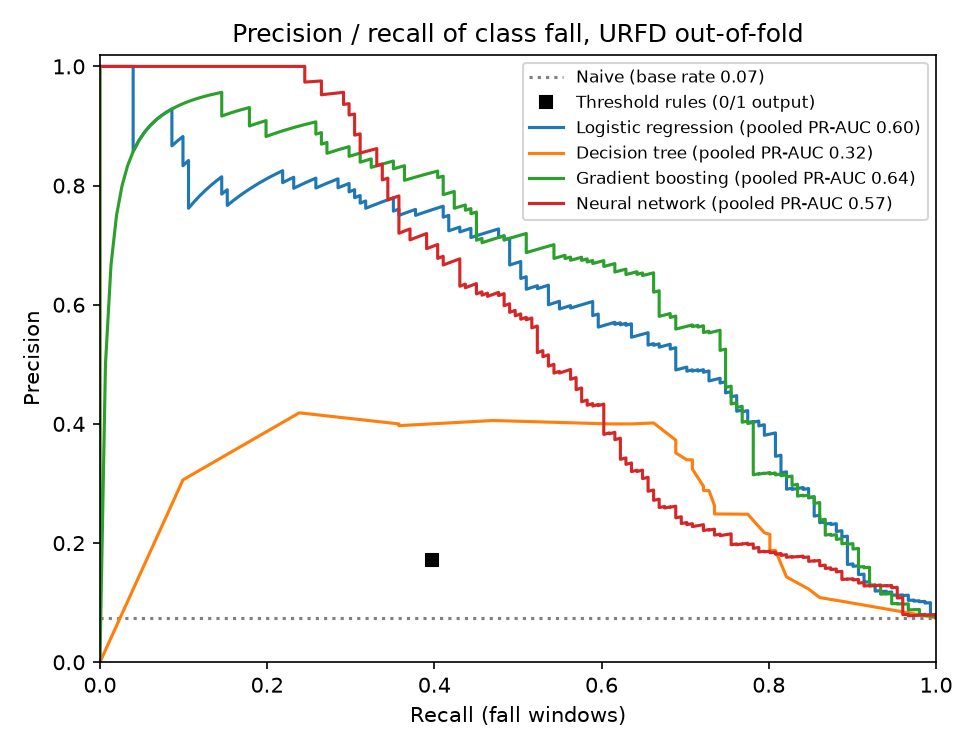 Precision / recall of class fall, URFD out-of-fold
Naive (base rate 0.07)
Threshold rules (0/1 output)
Logistic regression (pooled PR-AUC 0.60)
Decision tree (pooled PR-AUC 0.32)
Gradient boosting (pooled PR-AUC 0.64)
Neural network (pooled PR-AUC 0.57)
Precision
1.0
0.8
0.6
0.4
0.2
0.0
0.0 0.2 0.4 0.6 0.8 1.0
Recall (fall windows)